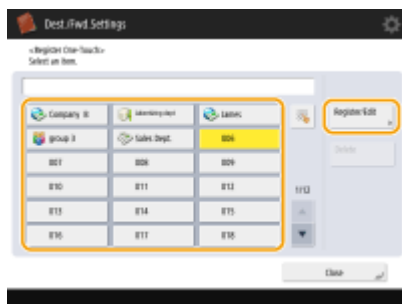 Dest./Fwd.Settings
<Register One-Touch>
Select an item.
Company B
Advertising dept
James
Register/Edit
group 3
Sales Dept.
006
Delete
007
008
009
010
011
012
1/12
013
014
015
016
017
018
Close